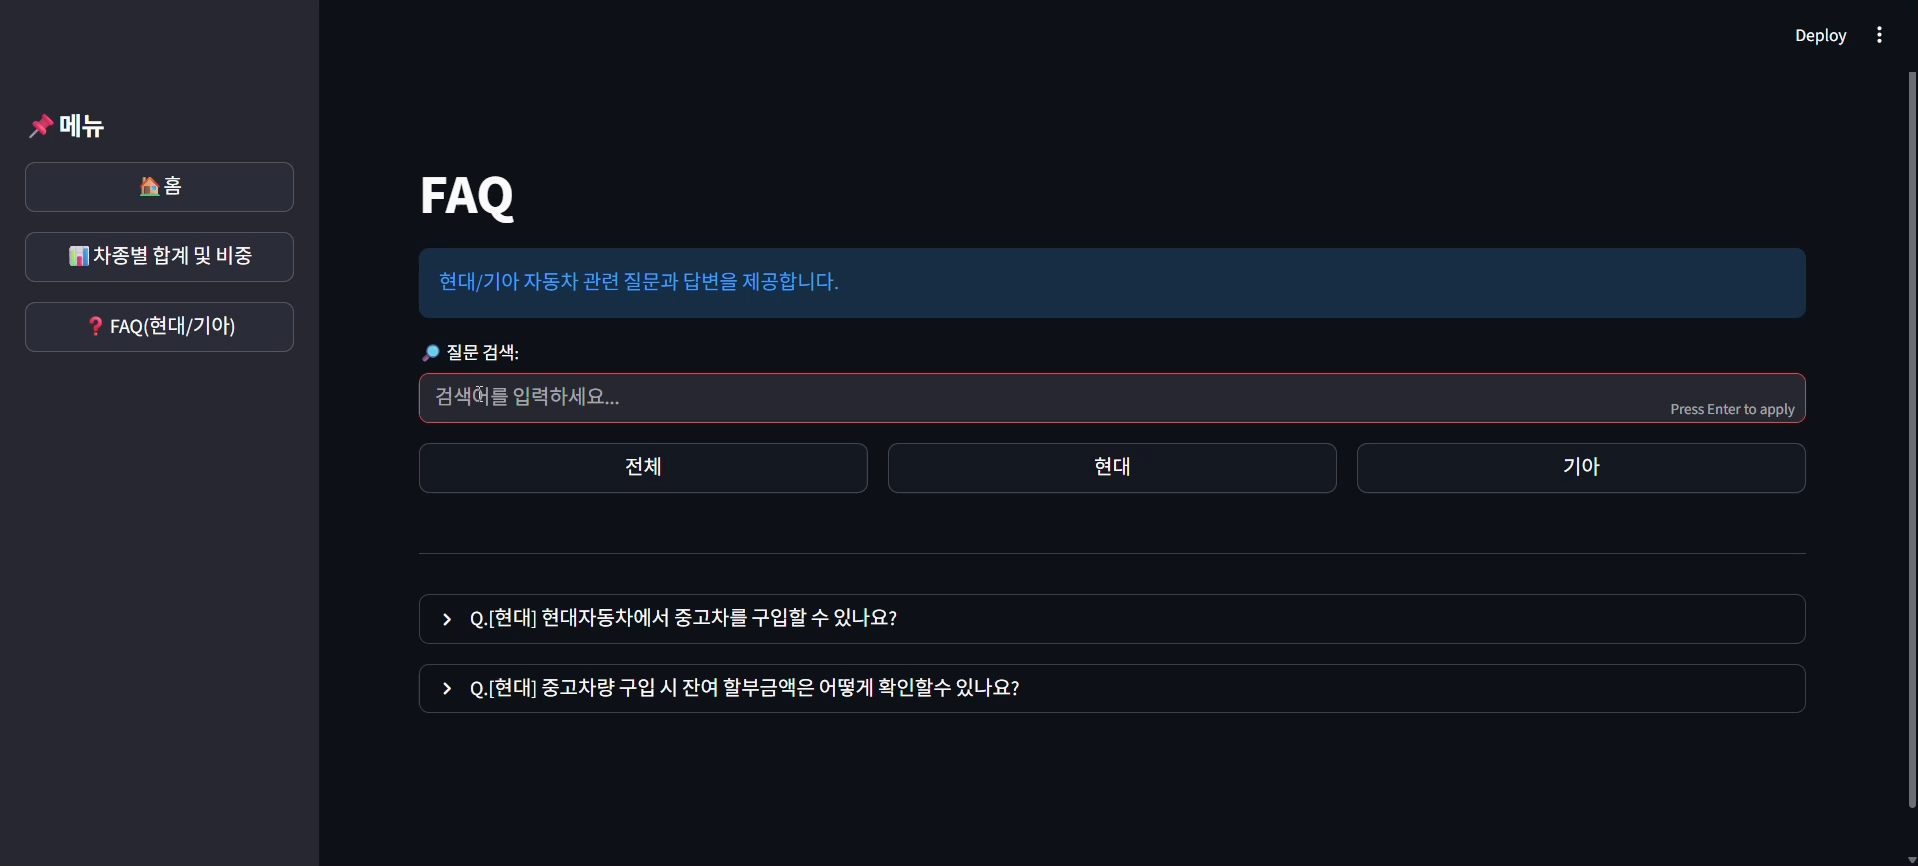 Deploy
메뉴
홈
차종별 합계 및 비중
FAQ(현대/기아)
FAQ
현대/기아 자동차 관련 질문과 답변을 제공합니다.
질문 검색:
검색어를 입력하세요...
Press Enter to apply
전체
현대
기아
Q.[현대] 현대자동차에서 중고차를 구입할 수 있나요?
Q.[현대] 중고차량 구입 시 잔여 할부금액은 어떻게 확인할수 있나요?